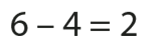 6 – 4 = 2